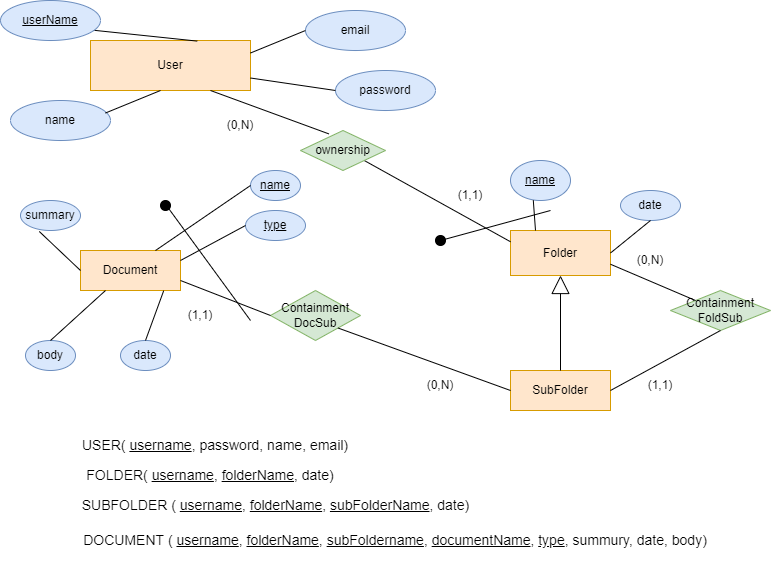 userName
email
User
password
name
(0,N)
ownership
name
(1,1)
name
date
summary
type
Folder
(0,N)
Document
Containment
DocSub
Containment
FoldSub
(1,1)
body
date
(0,N)
SubFolder
(1,1)
USER( username, password, name, email)
FOLDER( username, folderName, date)
SUBFOLDER ( username, folderName, subFolderName, date)
DOCUMENT ( username, folderName, subFoldername, documentName, type, summury, date, body)